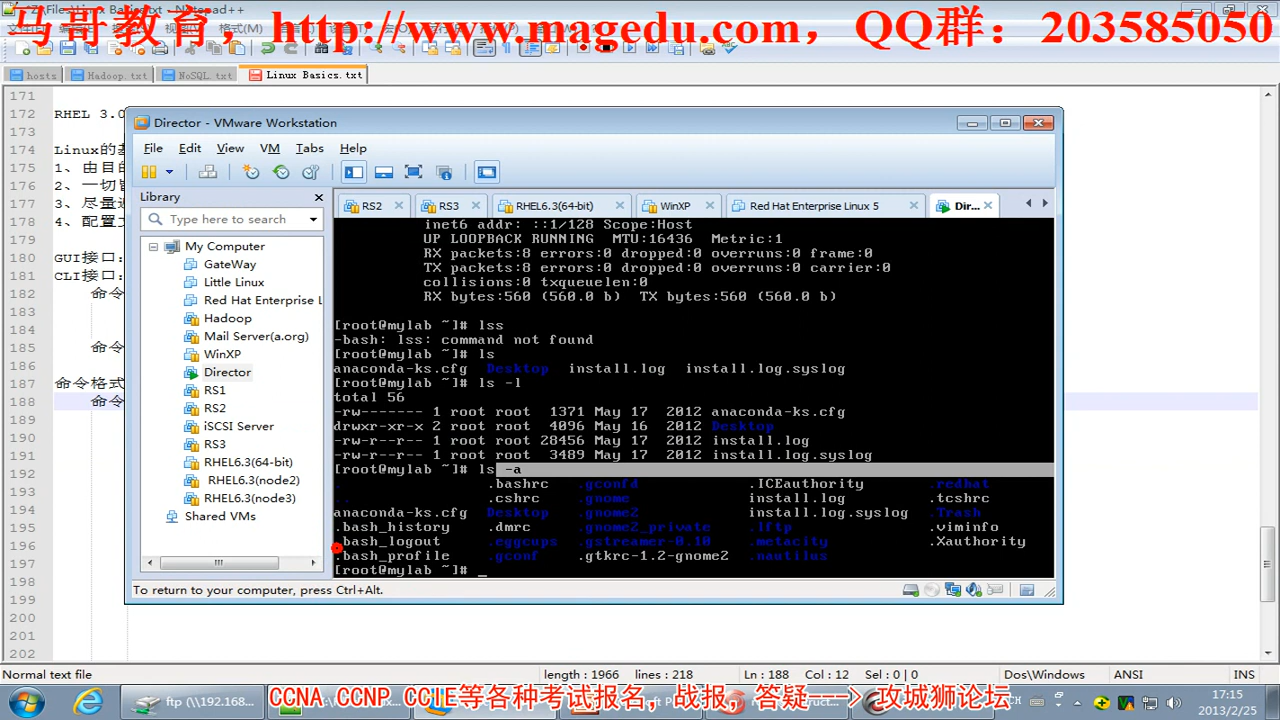 Z:\Files\Linux Basics.txt - Notepad++
马哥教育, http://www.magedu.com, QQ群: 203585050
hosts
Hadoop.txt
NoSQL.txt
Linux Basics.txt
171
172 RHEL 3.0
173
174 Linux的基
175 1、由目的
176 2、一切皆
177 3、尽量
178 4、配置文
179
180 GUI接口:
181 CLI接口:
182 命令
183
184
185 命令
186
187 命令格式
188 命令
189
190
191
192
193
194
195
196
197
198
199
200
201
202
Director - VMware Workstation
File Edit View VM Tabs Help
Library
Type here to search
My Computer
GateWay
Little Linux
Red Hat Enterprise L
Hadoop
Mail Server(a.org)
WinXP
Director
RS1
RS2
iSCSI Server
RS3
RHEL6.3(64-bit)
RHEL6.3(node2)
RHEL6.3(node3)
Shared VMs
RS2
RS3
RHEL6.3(64-bit)
WinXP
Red Hat Enterprise Linux 5
Dir...
inet6 addr: ::1/128 Scope:Host
UP LOOPBACK RUNNING  MTU:16436  Metric:1
RX packets:8 errors:0 dropped:0 overruns:0 frame:0
TX packets:8 errors:0 dropped:0 overruns:0 carrier:0
collisions:0 txqueuelen:0
RX bytes:560 (560.0 b)  TX bytes:560 (560.0 b)
[root@mylab ~]# lss
-bash: lss: command not found
[root@mylab ~]# ls
anaconda-ks.cfg  Desktop  install.log  install.log.syslog
[root@mylab ~]# ls -l
total 56
-rw------- 1 root root  1371 May 17  2012 anaconda-ks.cfg
drwxr-xr-x 2 root root  4096 May 16  2012 Desktop
-rw-r--r-- 1 root root 28456 May 17  2012 install.log
-rw-r--r-- 1 root root  3489 May 17  2012 install.log.syslog
[root@mylab ~]# ls -a
. .bashrc .gconfd .ICEauthority .redhat
.. .cshrc .gnome install.log .tcshrc
anaconda-ks.cfg Desktop .gnome2 install.log.syslog .Trash
.bash_history .dmrc .gnome2_private .lftp .viminfo
.bash_logout .eggcups .gstreamer-0.10 .metacity .Xauthority
.bash_profile .gconf .gtkrc-1.2-gnome2 .nautilus
[root@mylab ~]# _
To return to your computer, press Ctrl+Alt.
Normal text file length : 1966 lines : 218 Ln : 188 Col : 12 Sel : 0 | 0 Dos\Windows ANSI INS
ftp (\\192.168...
CCNA CCNP CCIE等各种考试报名，战报，答疑---> 攻城狮论坛
17:15
2013/2/25